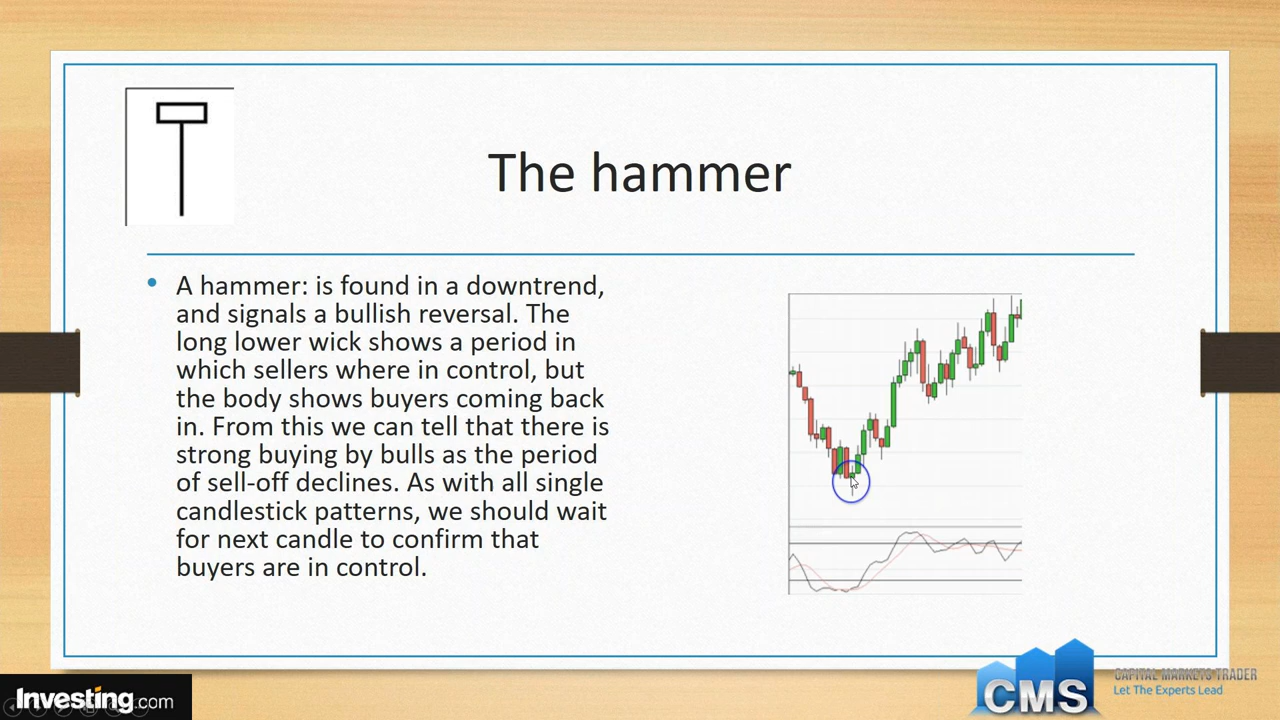 The hammer
A hammer: is found in a downtrend,
and signals a bullish reversal. The
long lower wick shows a period in
which sellers where in control, but
the body shows buyers coming back
in. From this we can tell that there is
strong buying by bulls as the period
of sell-off declines. As with all single
candlestick patterns, we should wait
for next candle to confirm that
buyers are in control.
Investing.com
CMS
CAPITAL MARKETS TRADER
Let The Experts Lead